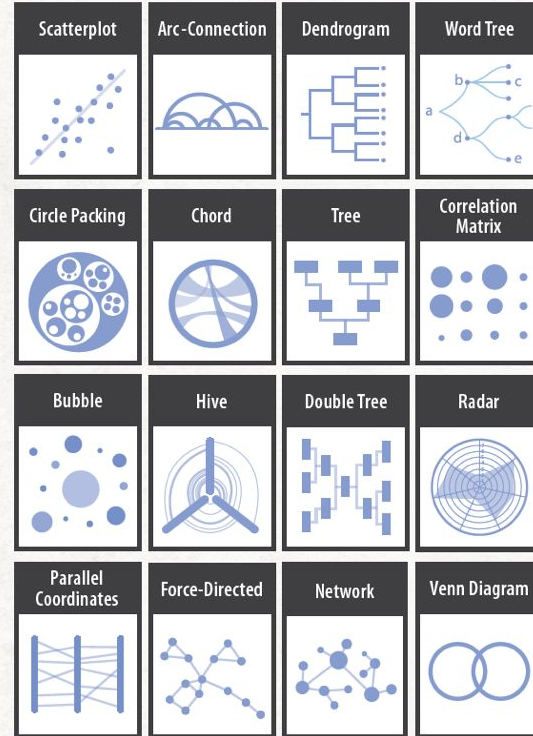 Scatterplot
Arc-Connection
Dendrogram
Word Tree
a
b
c
d
e
Circle Packing
Chord
Tree
Correlation
Matrix
Bubble
Hive
Double Tree
Radar
Parallel
Coordinates
Force-Directed
Network
Venn Diagram